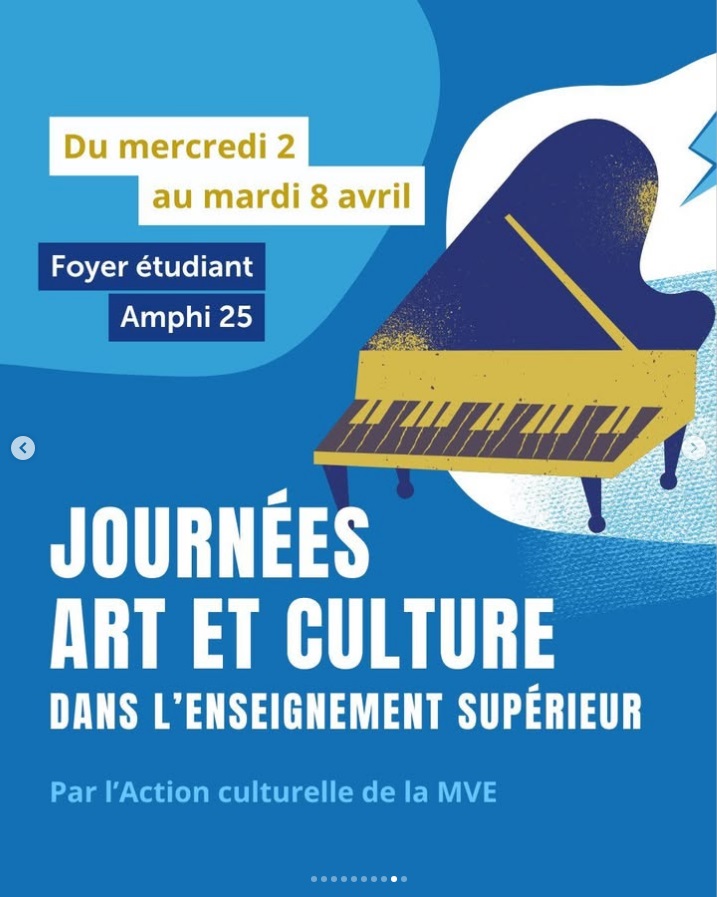 Du mercredi 2
au mardi 8 avril
Foyer étudiant
Amphi 25
JOURNÉES
ART ET CULTURE
DANS L'ENSEIGNEMENT SUPÉRIEUR
Par l'Action culturelle de la MVE